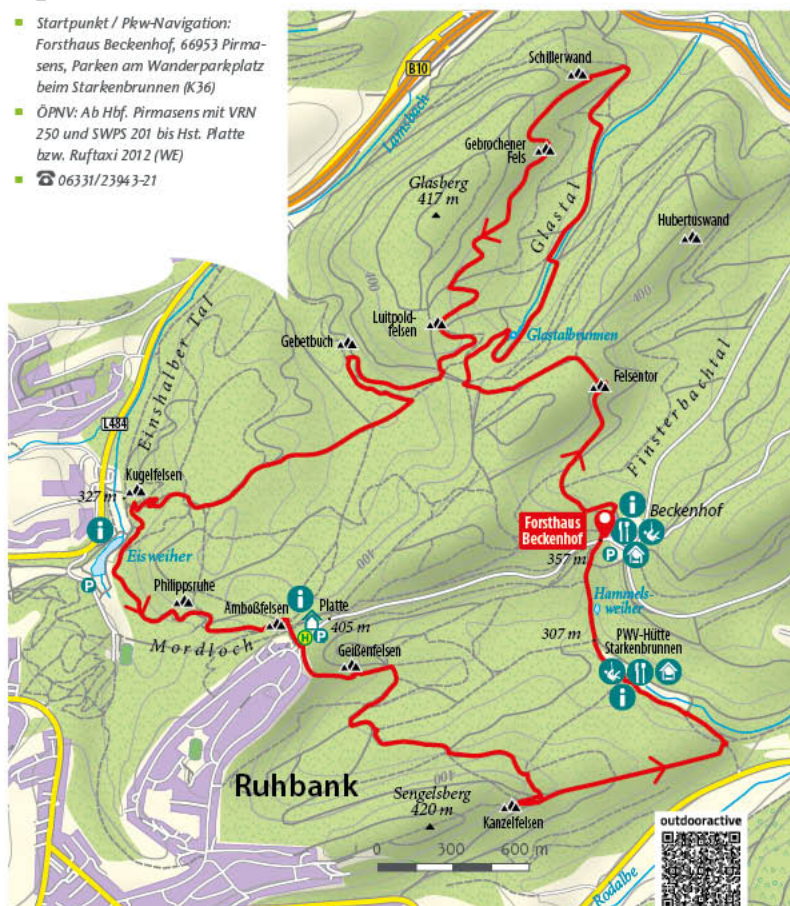 Startpunkt / Pkw-Navigation:
Forsthaus Beckenhof, 66953 Pirma-
sens, Parken am Wanderparkplatz
beim Starkenbrunnen (K36)
ÖPNV: Ab Hbf. Pirmasens mit VRN
250 und SWPS 201 bis Hst. Platte
bzw. Ruftaxi 2012 (WE)
☎ 06331/23943-21
B10
Lamsbach
Schillerwand
Gebrochener
Fels
Glasberg
417 m
Glastal
Hubertuswand
400
400
Luitpold-
felsen
Gebetbuch
Glastalbrunnen
Felsentor
Finsterbachtal
Einshalber Tal
L484
Kugelfelsen
327 m
i
Eisweiher
P
Forsthaus
Beckenhof
i
Beckenhof
P
357 m
Philippsruhe
Amboßfelsen
i
Platte
405 m
H
P
400
Mordloch
Geißenfelsen
Hammels-
weiher
307 m
PWV-Hütte
Starkenbrunnen
i
Ruhbank
Sengelsberg
420 m
400
Kanzelfelsen
0 300 600 m
outdooractive
Rodalbe